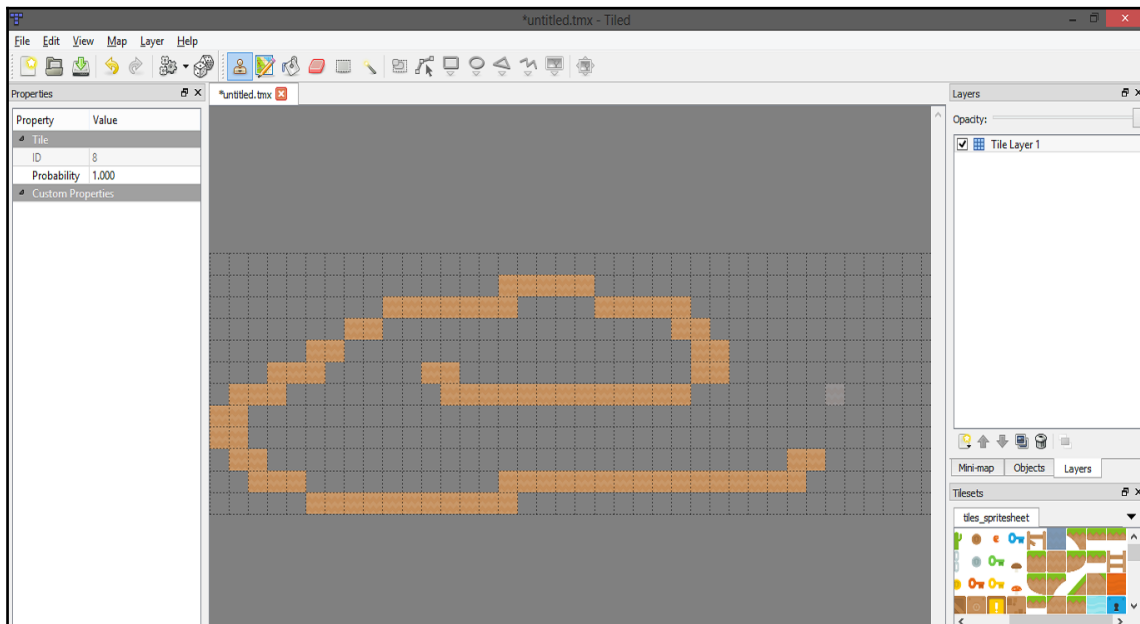 *untitled.tmx - Tiled
File Edit View Map Layer Help
Properties
*untitled.tmx
Layers
Property Value
Opacity:
Tile
Tile Layer 1
ID 8
Probability 1.000
Custom Properties
Mini-map Objects Layers
Tilesets
tiles_spritesheet